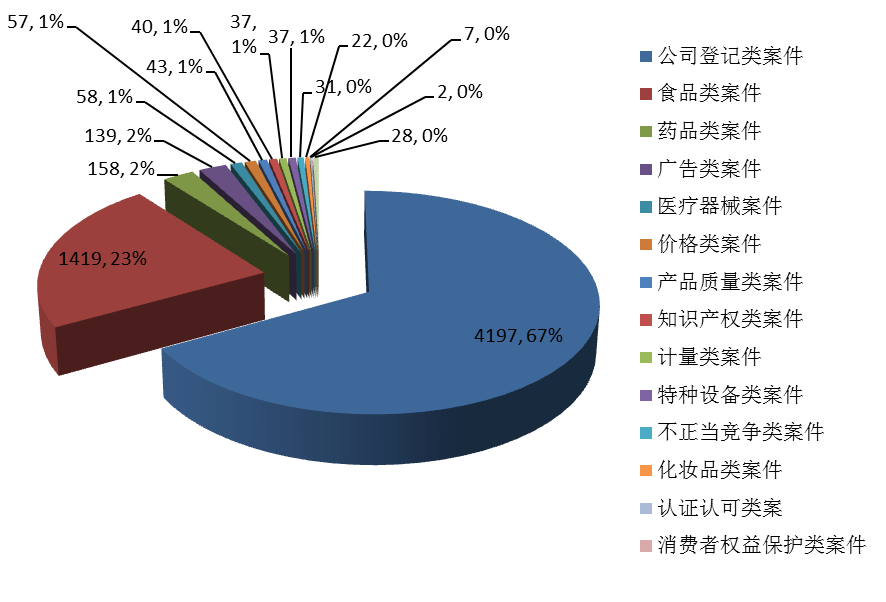 57, 1%
40, 1%
37,
1%
37, 1%
22, 0%
7, 0%
43, 1%
31, 0%
2, 0%
58, 1%
139, 2%
28, 0%
158, 2%
1419, 23%
4197, 67%
公司登记类案件
食品类案件
药品类案件
广告类案件
医疗器械案件
价格类案件
产品质量类案件
知识产权类案件
计量类案件
特种设备类案件
不正当竞争类案件
化妆品类案件
认证认可类案
消费者权益保护类案件